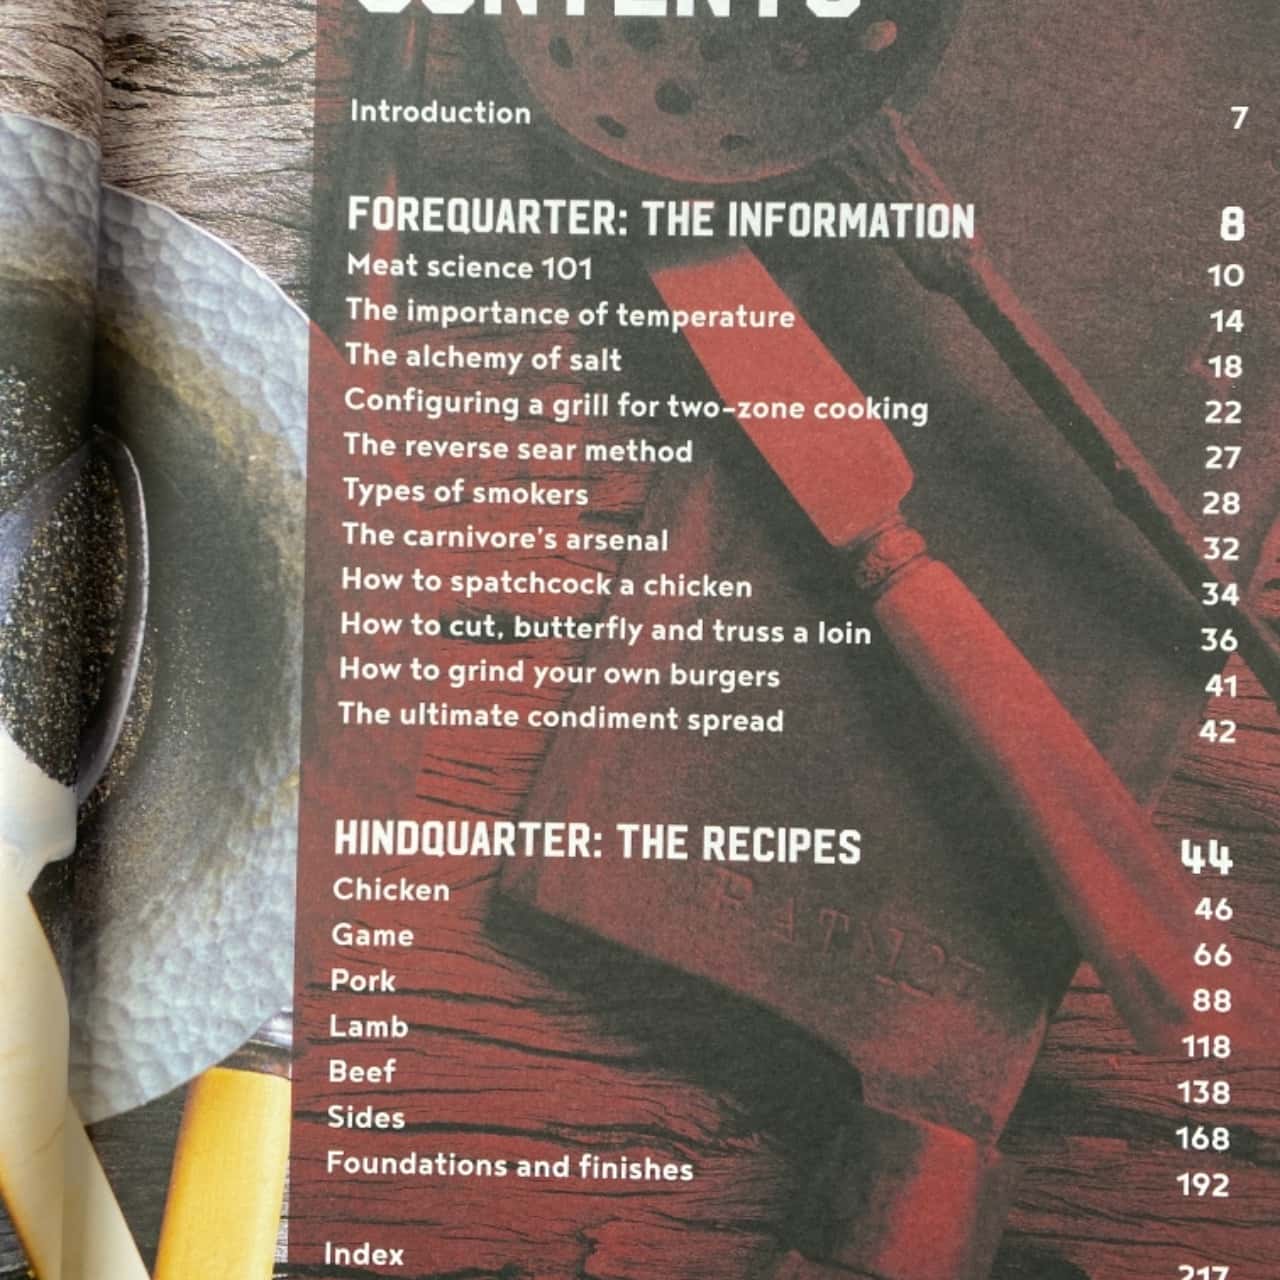 CONTENTS
Introduction 7
FOREQUARTER: THE INFORMATION 8
Meat science 101 10
The importance of temperature 14
The alchemy of salt 18
Configuring a grill for two-zone cooking 22
The reverse sear method 27
Types of smokers 28
The carnivore's arsenal 32
How to spatchcock a chicken 34
How to cut, butterfly and truss a loin 36
How to grind your own burgers 41
The ultimate condiment spread 42
HINDQUARTER: THE RECIPES 44
Chicken 46
Game 66
Pork 88
Lamb 118
Beef 138
Sides 168
Foundations and finishes 192
Index 217